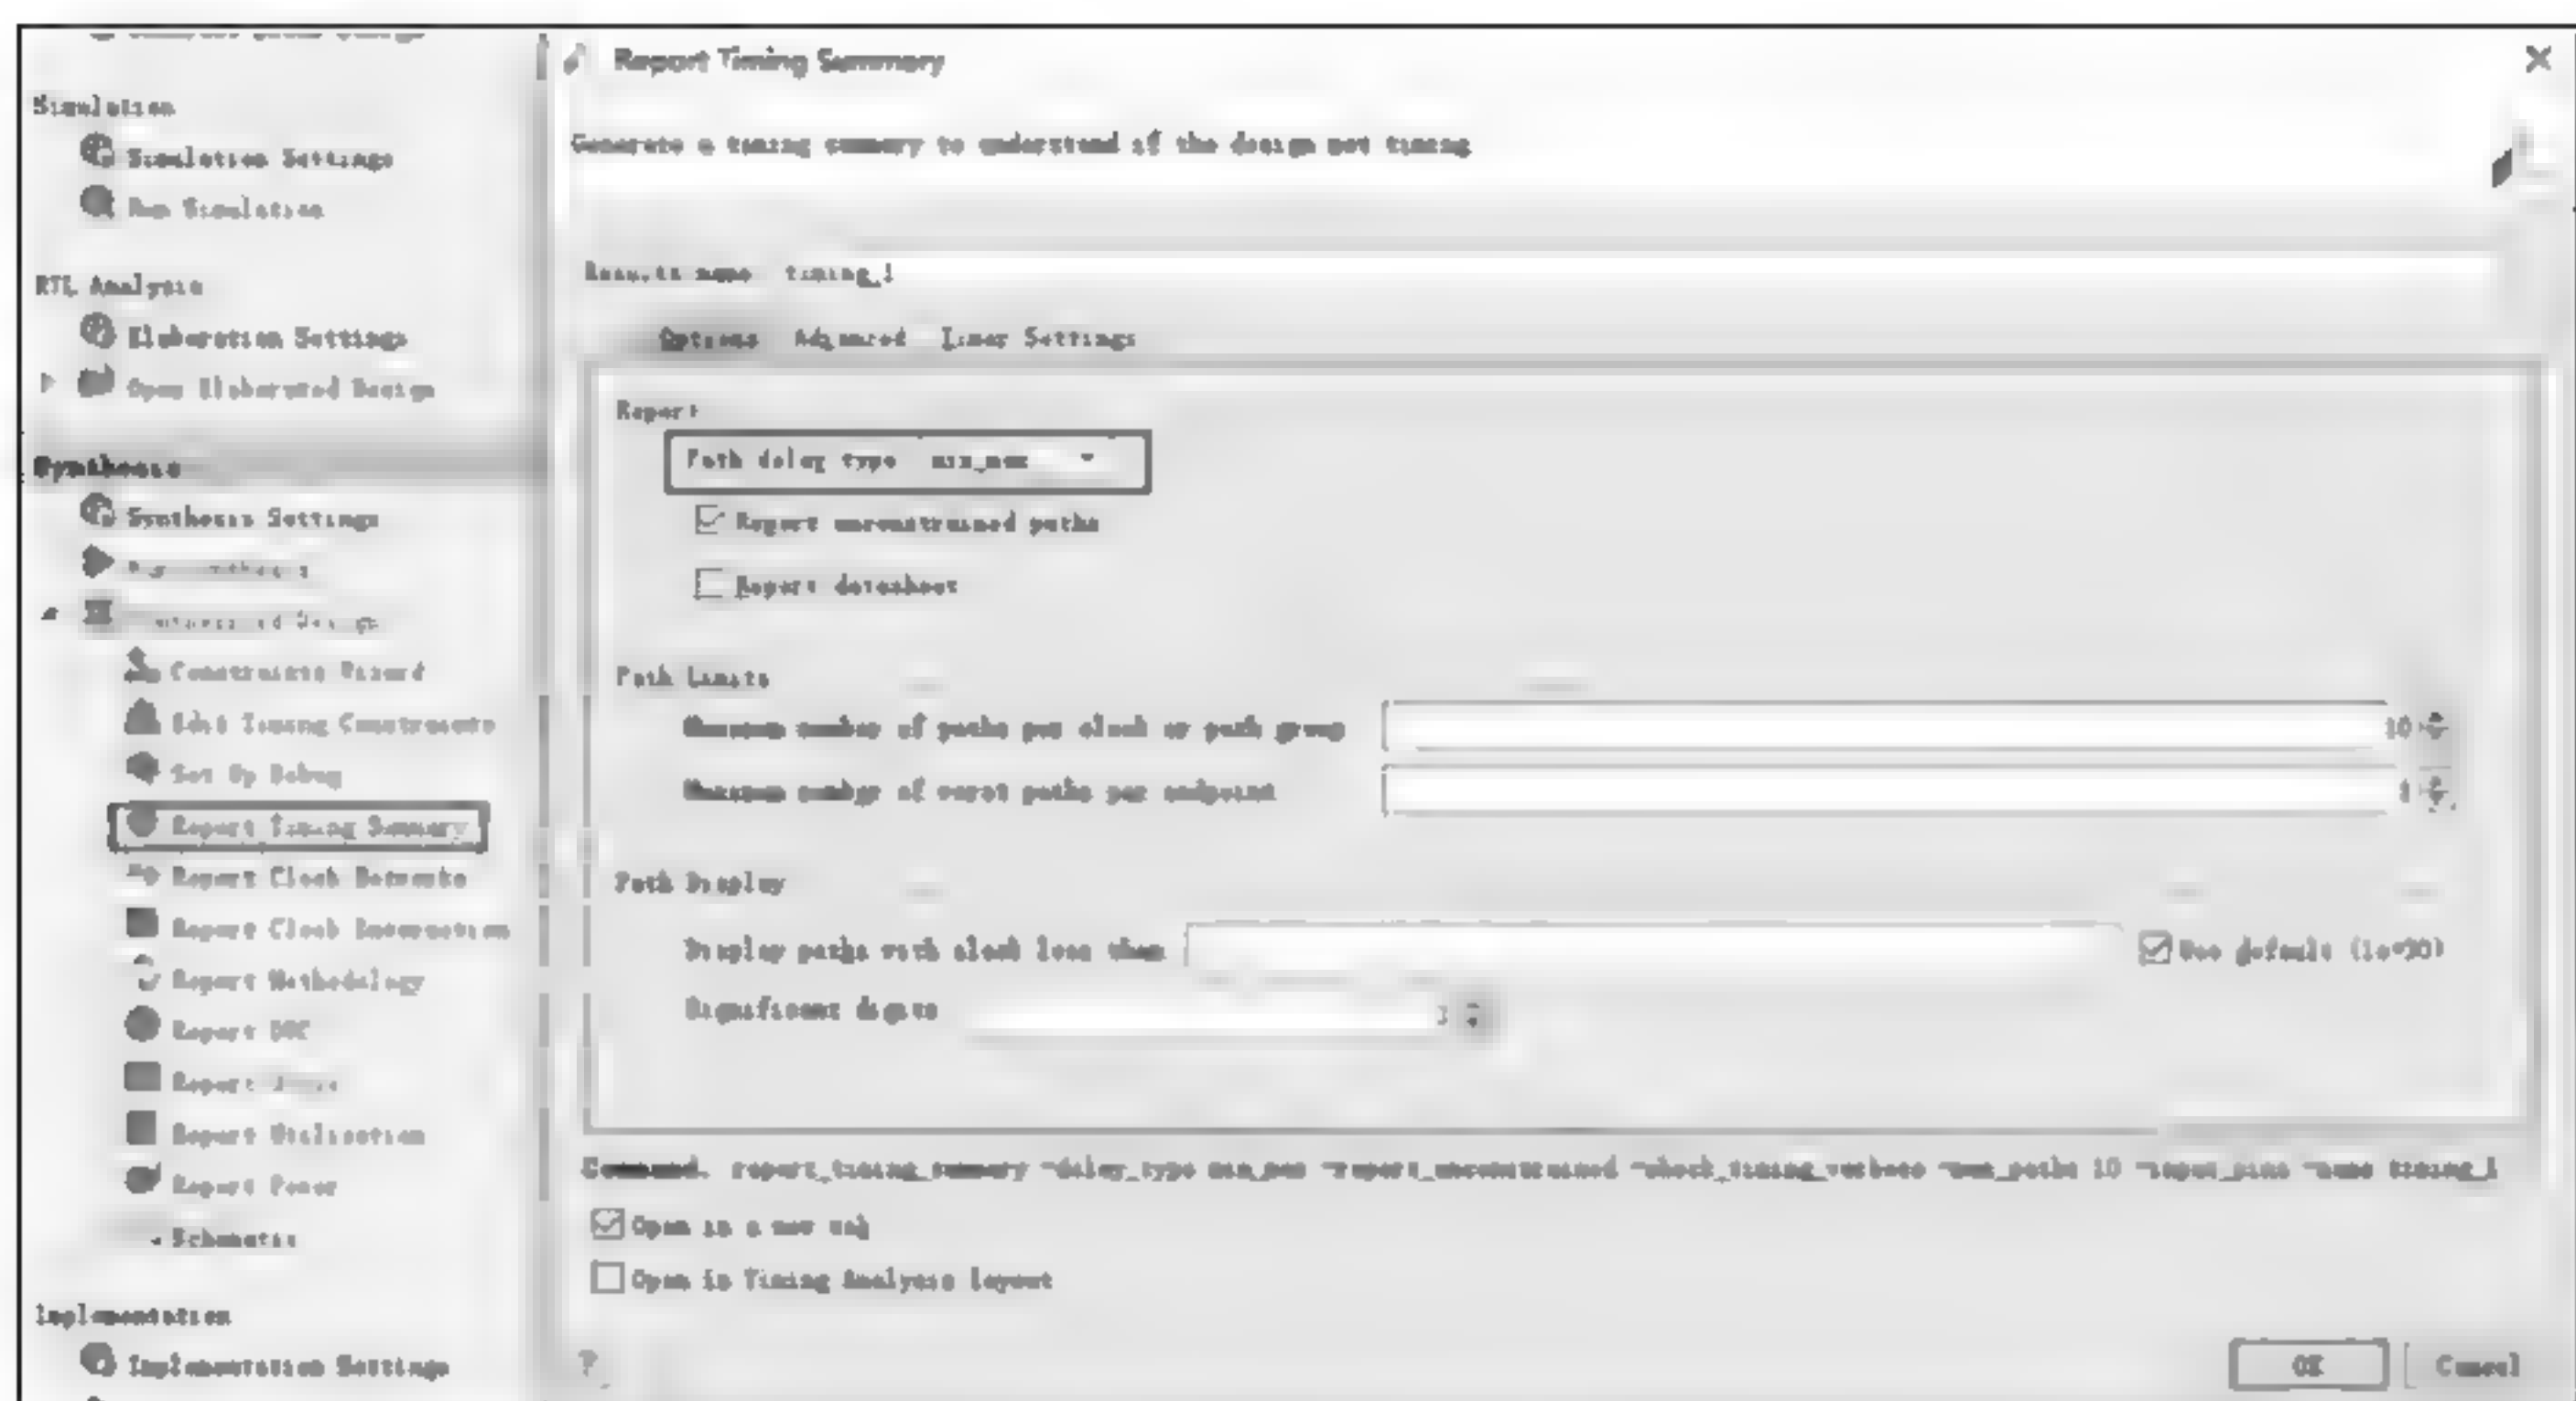 Simulation
Simulation Settings
Run Simulation
RTL Analysis
Elaboration Settings
Open Elaborated Design
Synthesis
Synthesis Settings
Constraints Wizard
Edit Timing Constraints
Set Up Debug
Report Timing Summary
Report Clock Networks
Report Clock Interaction
Report Methodology
Report DRC
Report
Report Utilization
Report Power
Schematic
Implementation
Implementation Settings
Report Timing Summary
Generate a timing summary to understand if the design met timing
Results name timing_1
Options Advanced Timer Settings
Report
Path delay type min_max
Report unconstrained paths
Report datasheet
Path Limits
Maximum number of paths per clock or path group 10
Maximum number of worst paths per endpoint 1
Path Display
Display paths with slack less than Use default (1e+30)
Significant digits 3
Command: report_timing_summary -delay_type min_max -report_unconstrained -check_timing_verbose -max_paths 10 -input_pins -name timing_1
Open in a new tab
Open in Timing Analysis layout
?
OK Cancel